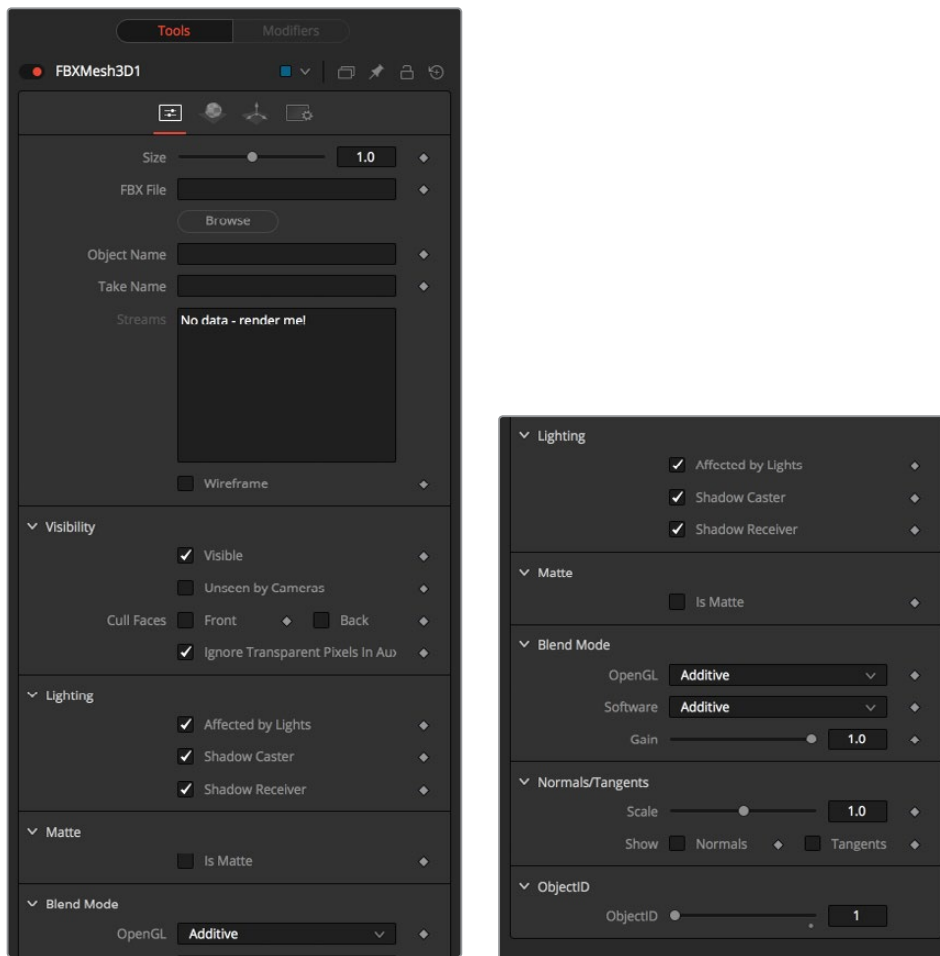 Tools Modifiers
FBXMesh3D1
Size 1.0
FBX File
Browse
Object Name
Take Name
Streams No data - render me!
Wireframe
Visibility
Visible
Unseen by Cameras
Cull Faces Front Back
Ignore Transparent Pixels In Aux
Lighting
Affected by Lights
Shadow Caster
Shadow Receiver
Matte
Is Matte
Blend Mode
OpenGL Additive
Lighting
Affected by Lights
Shadow Caster
Shadow Receiver
Matte
Is Matte
Blend Mode
OpenGL Additive
Software Additive
Gain 1.0
Normals/Tangents
Scale 1.0
Show Normals Tangents
ObjectID
ObjectID 1